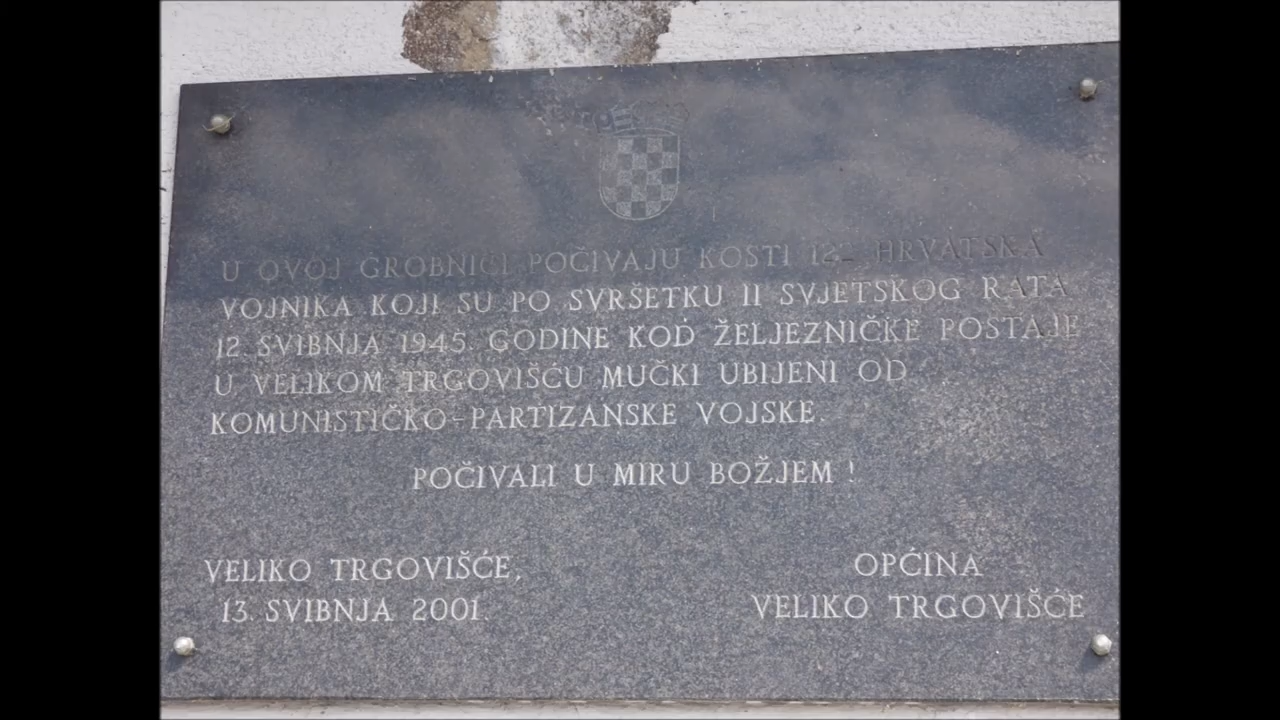 U OVOJ GROBNICI POČIVAJU KOSTI HRVATSKA
VOJNIKA KOJI SU PO SVRŠETKU II SVJETSKOG RATA
12. SVIBNJA 1945. GODINE KOD ŽELJEZNIČKE POSTAJE
U VELIKOM TRGOVIŠĆU MUČKI UBIJENI OD
KOMUNISTIČKO-PARTIZANSKE VOJSKE.
POČIVALI U MIRU BOŽJEM !
VELIKO TRGOVIŠĆE,
13. SVIBNJA 2001.
OPĆINA
VELIKO TRGOVIŠĆE